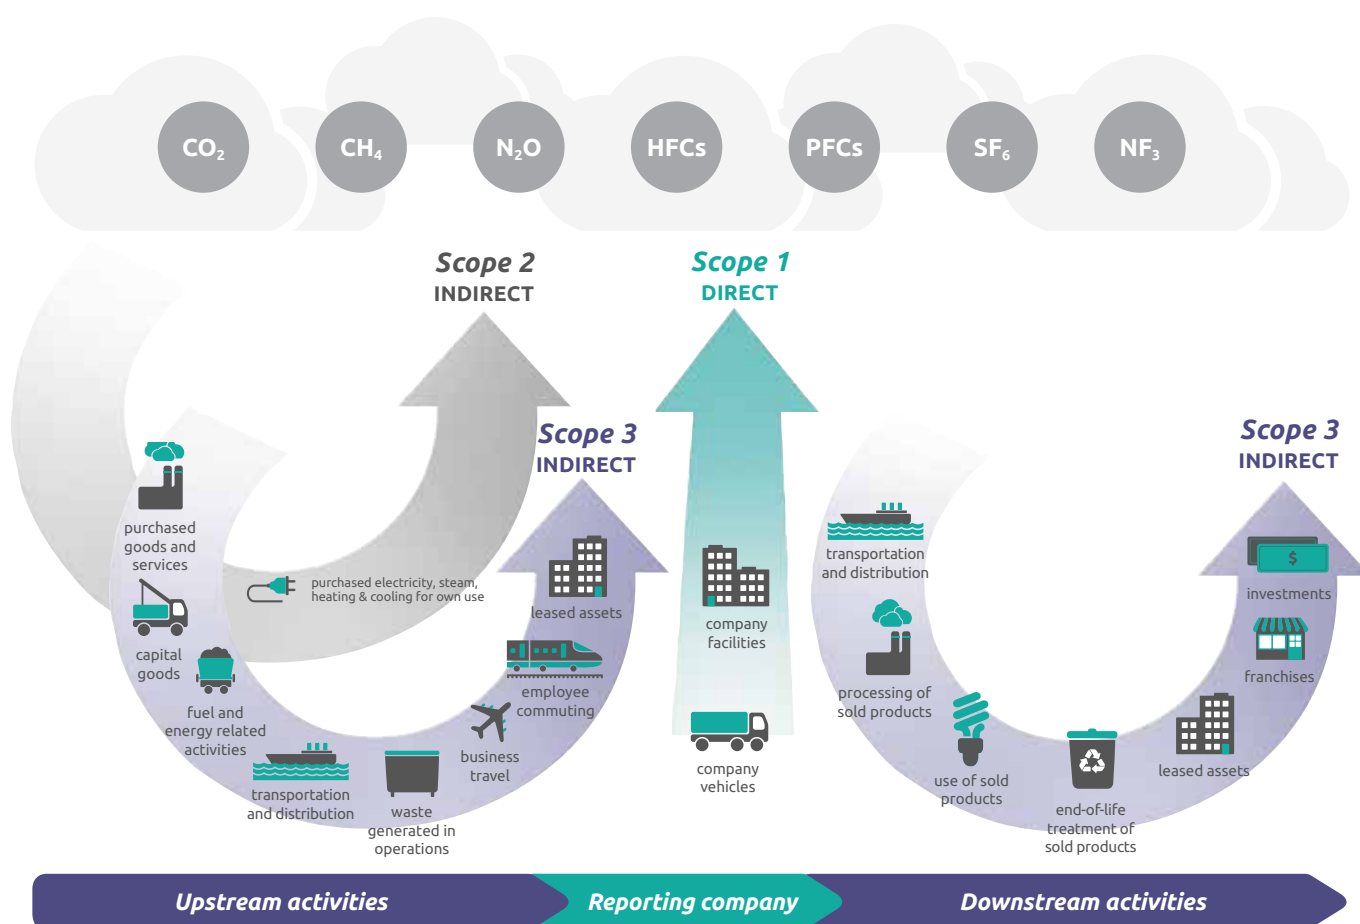 CO₂
CH₄
N₂O
HFCs
PFCs
SF₆
NF₃
Scope 2
INDIRECT
Scope 1
DIRECT
Scope 3
INDIRECT
Scope 3
INDIRECT
purchased
goods and
services
capital
goods
fuel and
energy related
activities
transportation
and distribution
waste
generated in
operations
business
travel
employee
commuting
leased assets
purchased electricity, steam,
heating & cooling for own use
company
facilities
company
vehicles
transportation
and distribution
processing of
sold products
use of sold
products
end-of-life
treatment of
sold products
leased assets
franchises
$
investments
Upstream activities
Reporting company
Downstream activities